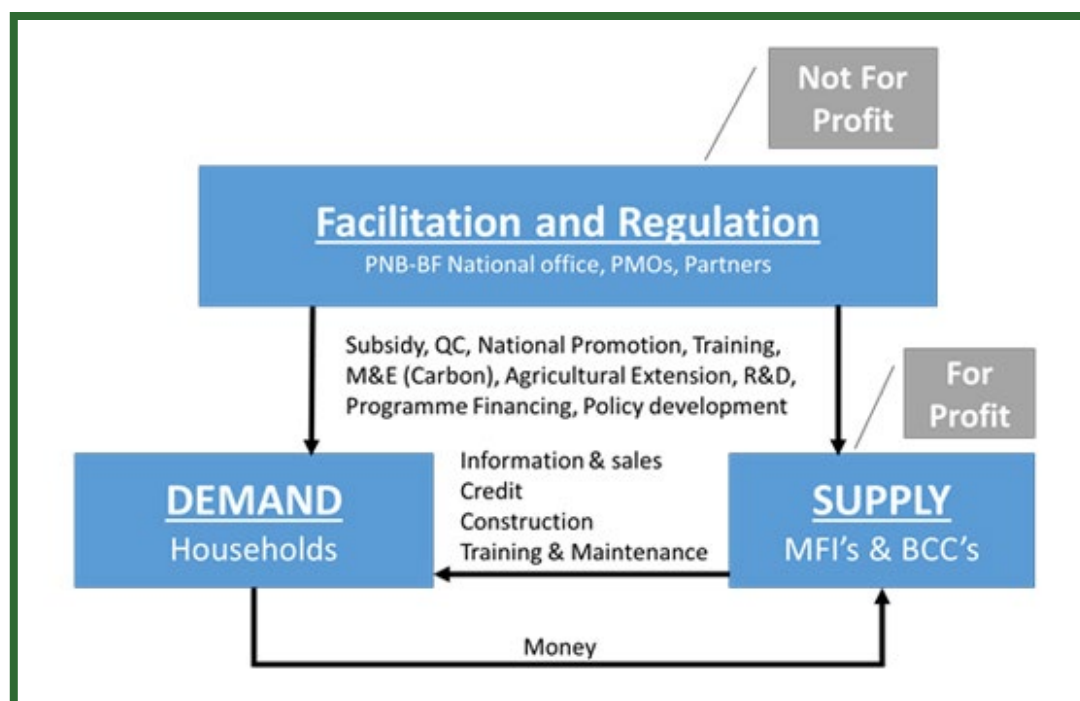 Not For
Profit
Facilitation and Regulation
PNB-BF National office, PMOs, Partners
Subsidy, QC, National Promotion, Training,
M&E (Carbon), Agricultural Extension, R&D,
Programme Financing, Policy development
For
Profit
DEMAND
Households
Information & sales
Credit
Construction
Training & Maintenance
SUPPLY
MFI's & BCC's
Money